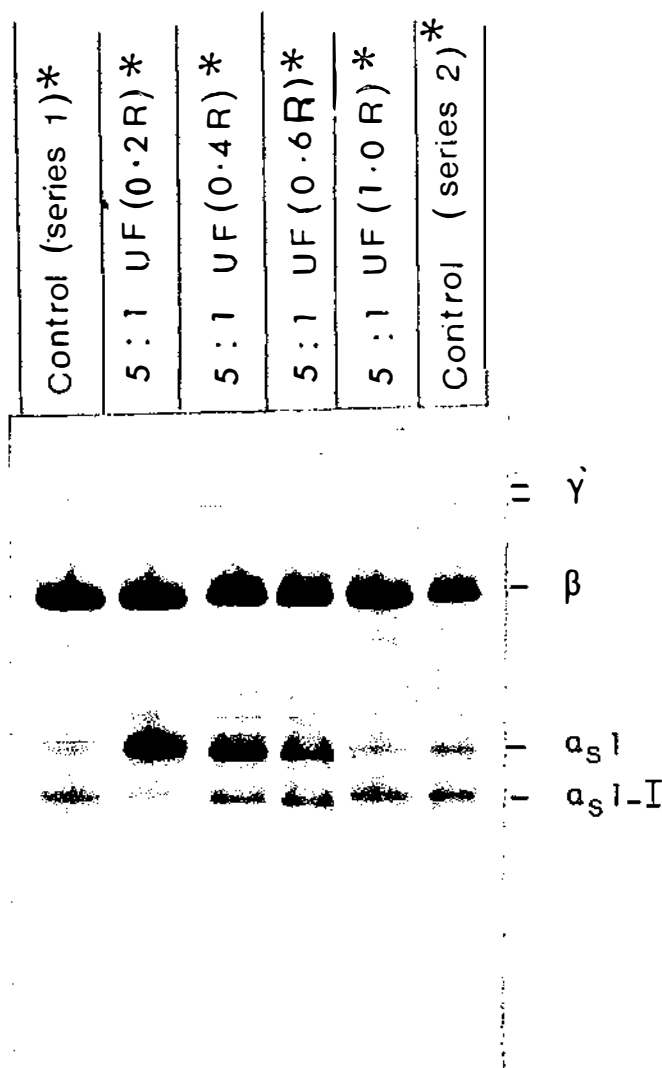 Control (series 1)*
5:1 UF(0·2R)*
5:1 UF(0·4R)*
5:1 UF(0·6R)*
5:1 UF(1·0R)*
Control (series 2)*
γ
β
αs1
αs1-I